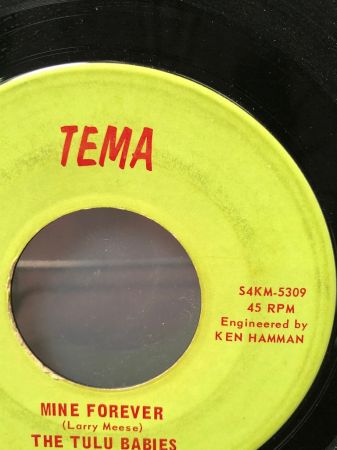 TEMA
S4KM-5309
45 RPM
Engineered by
KEN HAMMAN
MINE FOREVER
(Larry Meese)
THE TULU BABIES